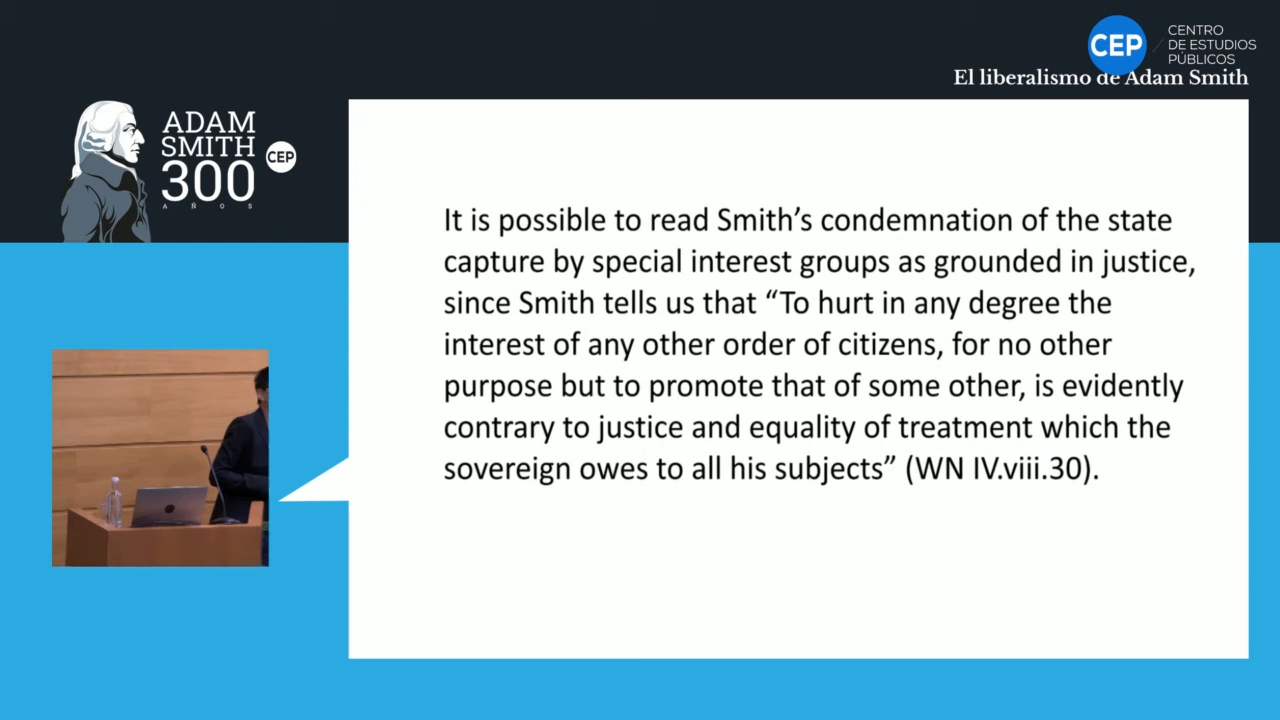 CEP
CENTRO
DE ESTUDIOS
PÚBLICOS
El liberalismo de Adam Smith
ADAM
SMITH
300
AÑOS
CEP
It is possible to read Smith’s condemnation of the state
capture by special interest groups as grounded in justice,
since Smith tells us that “To hurt in any degree the
interest of any other order of citizens, for no other
purpose but to promote that of some other, is evidently
contrary to justice and equality of treatment which the
sovereign owes to all his subjects” (WN IV.viii.30).